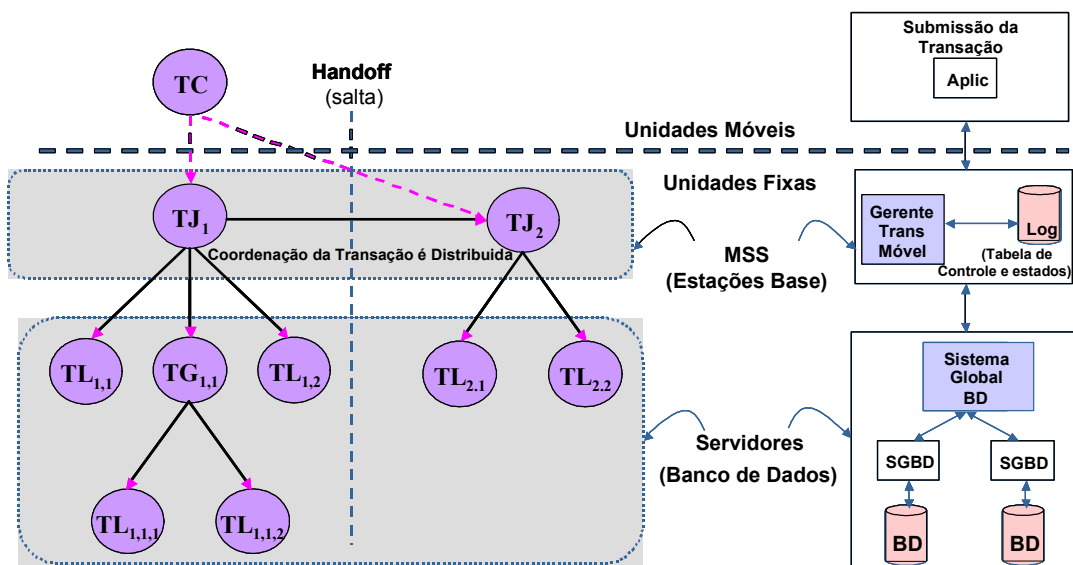 Submissão da
Transação
Aplic
TC
Handoff
(salta)
Unidades Móveis
Unidades Fixas
TJ1
TJ2
Coordenação da Transação é Distribuida
MSS
(Estações Base)
Gerente
Trans
Móvel
Log
(Tabela de
Controle e estados)
TL1,1
TG1,1
TL1,2
TL2.1
TL2.2
Sistema
Global
BD
Servidores
(Banco de Dados)
SGBD
SGBD
TL1,1,1
TL1,1,2
BD
BD